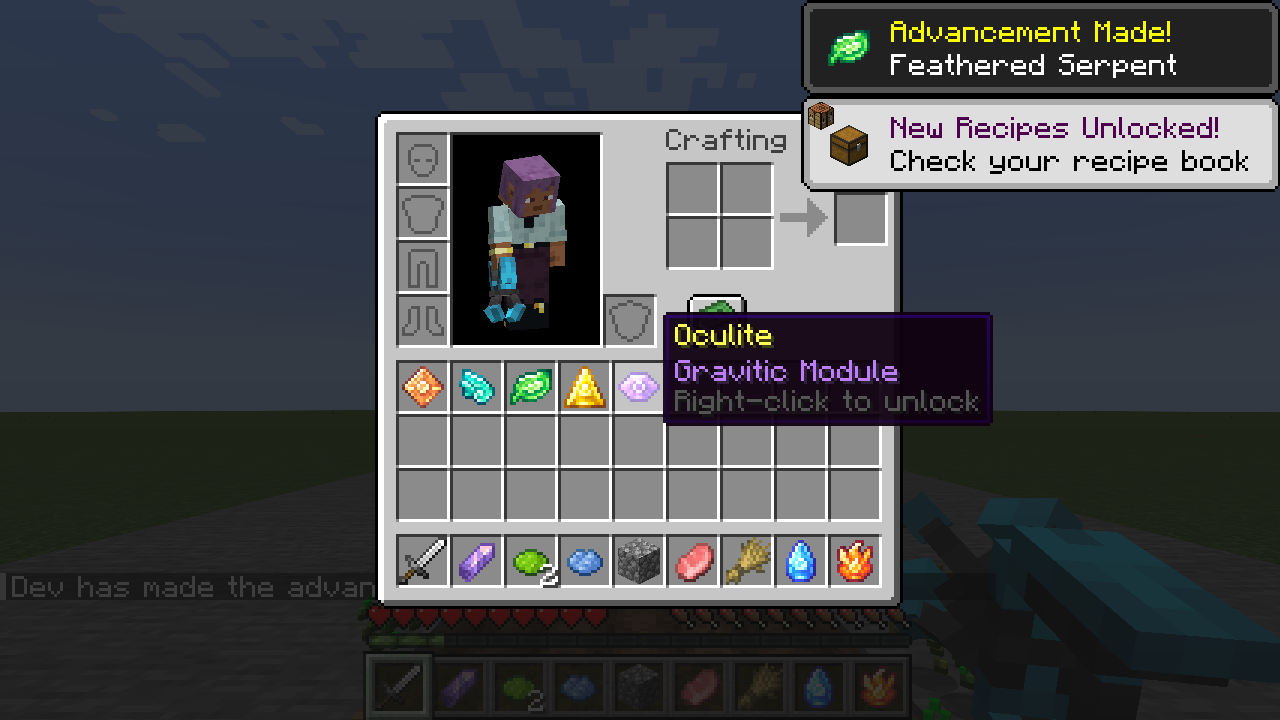 Advancement Made!
Feathered Serpent
New Recipes Unlocked!
Check your recipe book
Crafting
Oculite
Gravitic Module
Right-click to unlock
2
Dev has made the advan
2